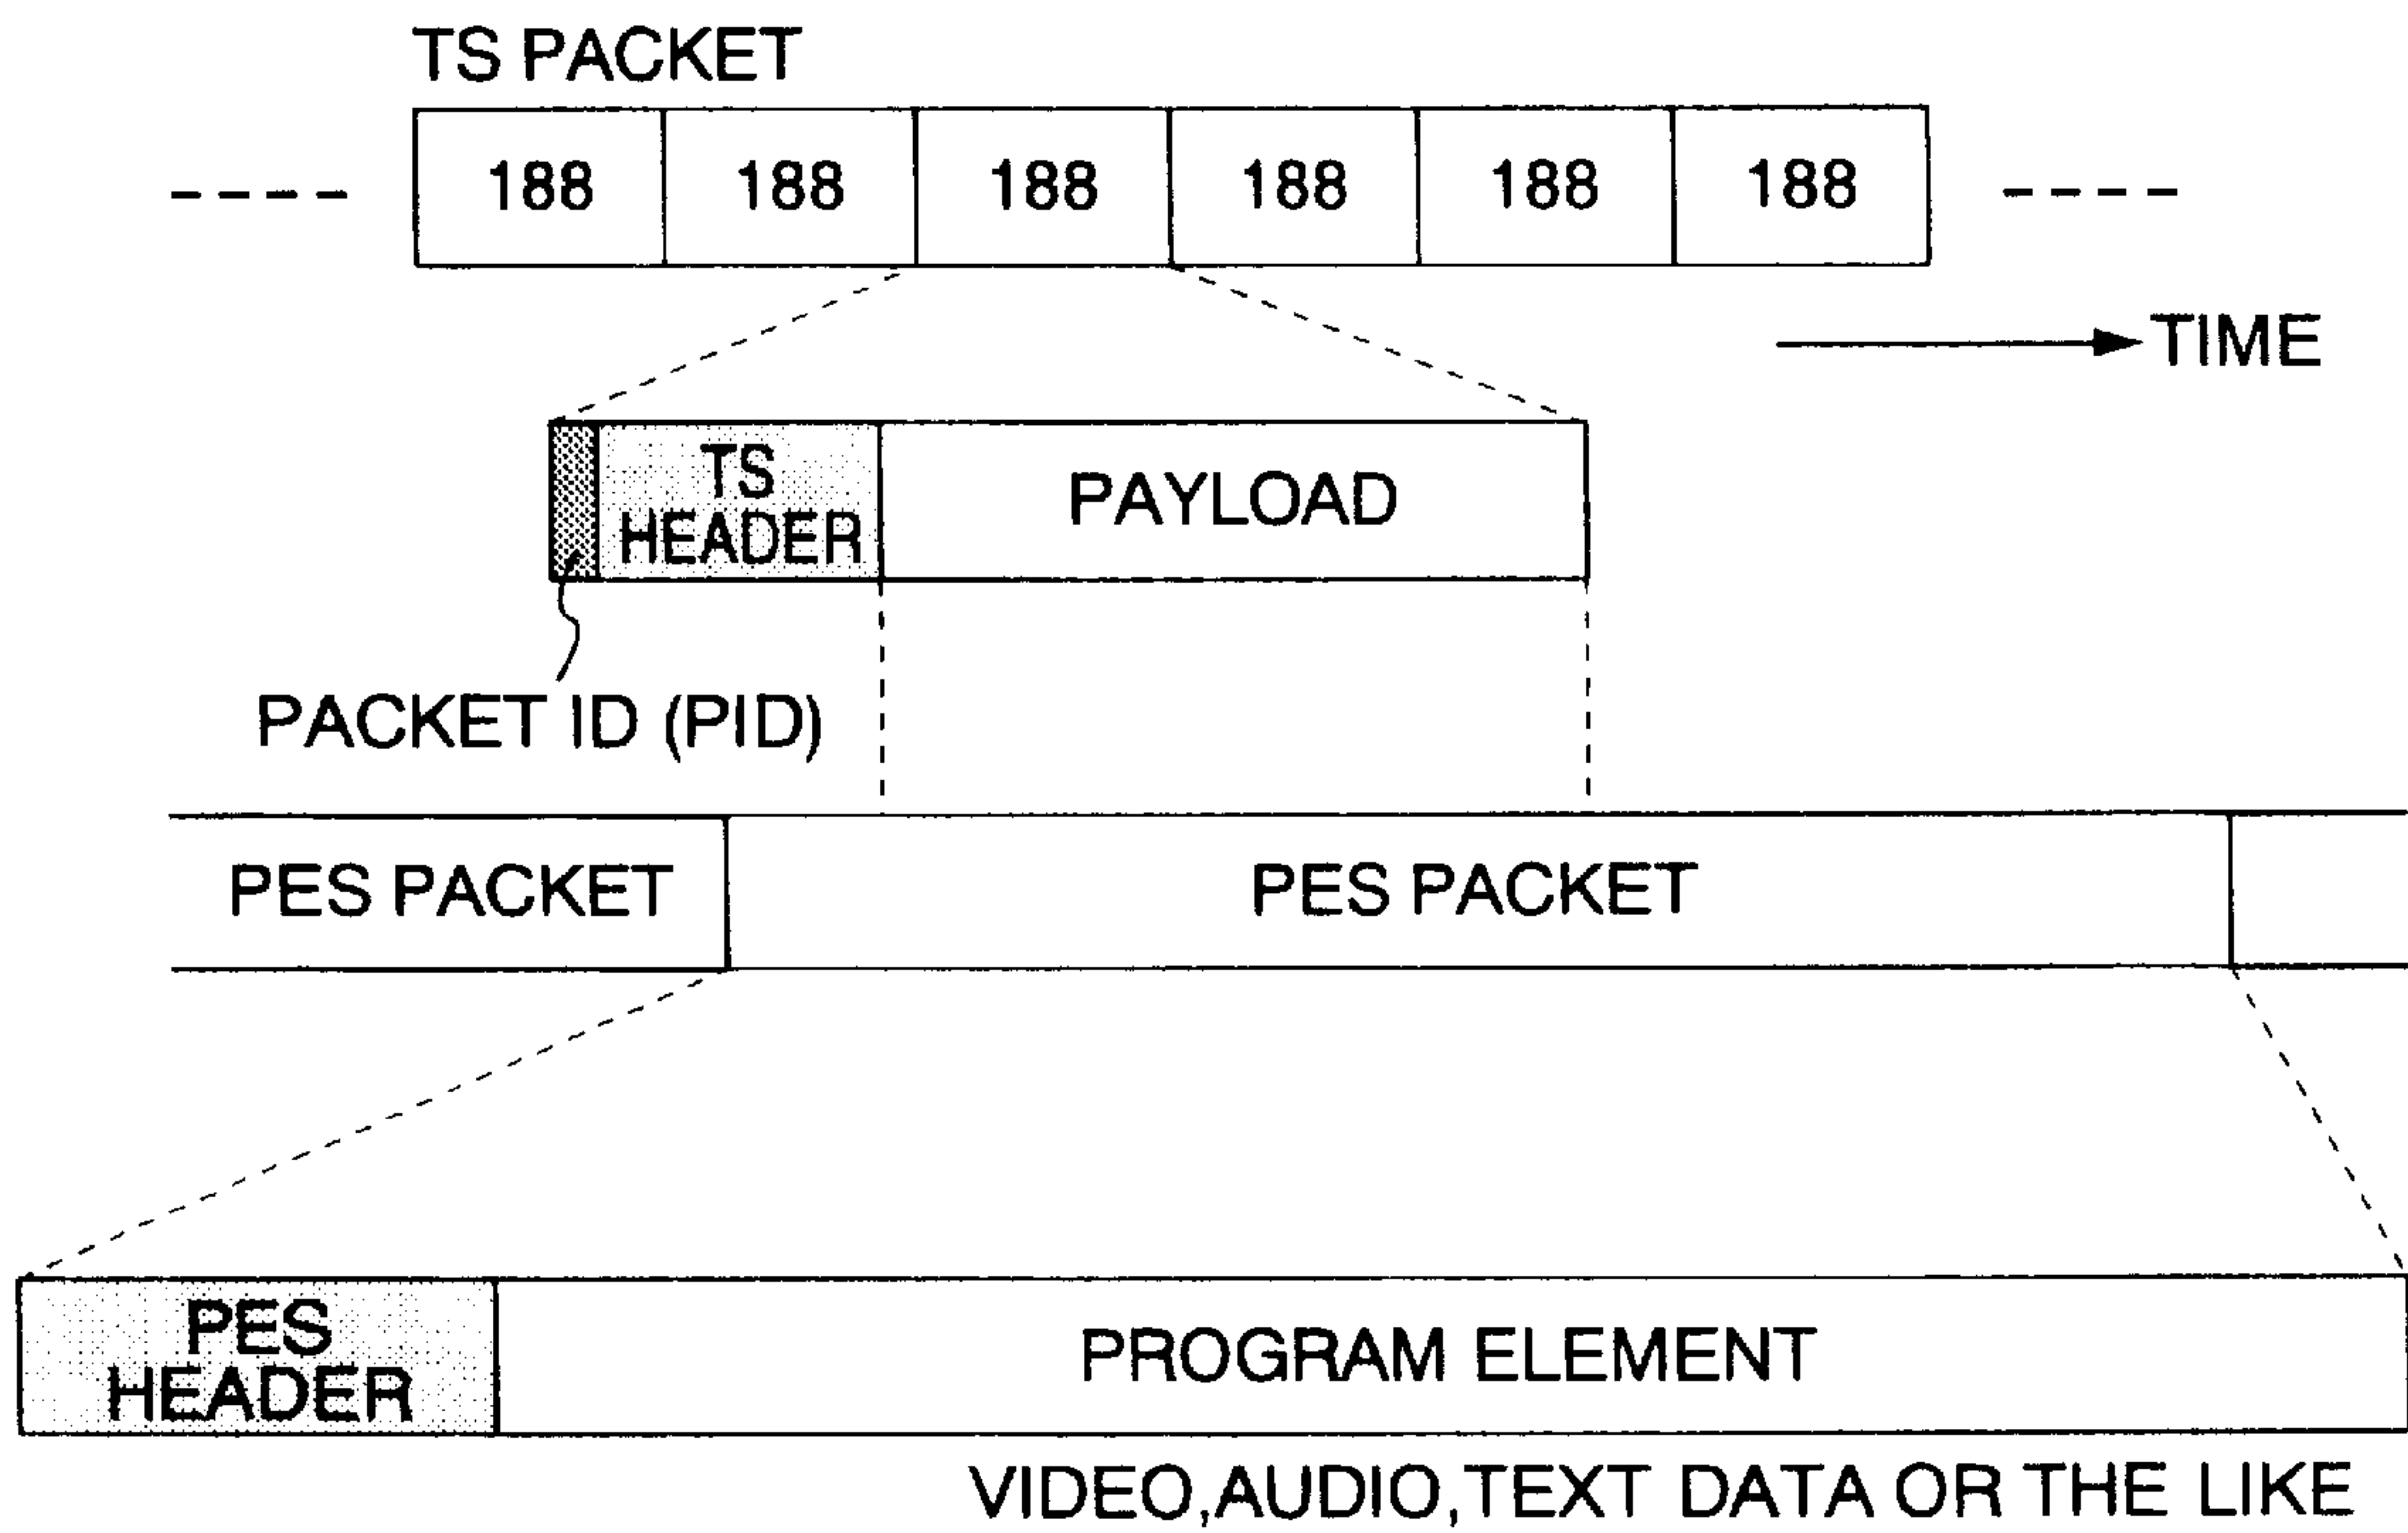 TS PACKET
188 188 188 188 188 188
TIME
TS
HEADER
PAYLOAD
PACKET ID (PID)
PES PACKET PES PACKET
PES
HEADER
PROGRAM ELEMENT
VIDEO,AUDIO,TEXT DATA OR THE LIKE